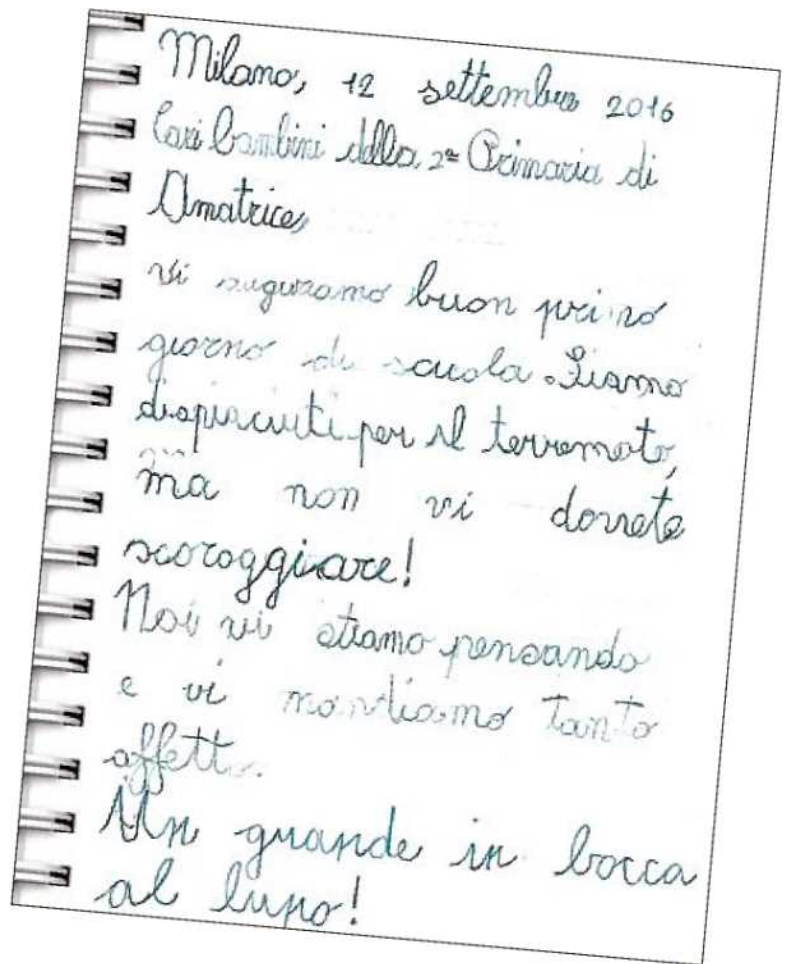 Milano, 12 settembre 2016
Cari bambini della 2ª Primaria di
Amatrice,
vi auguriamo buon primo
giorno di scuola. Siamo
dispiaciuti per il terremoto,
ma non vi dovrete
scoraggiare!
Noi vi stiamo pensando
e vi mandiamo tanto
affetto.
Un grande in bocca
al lupo!